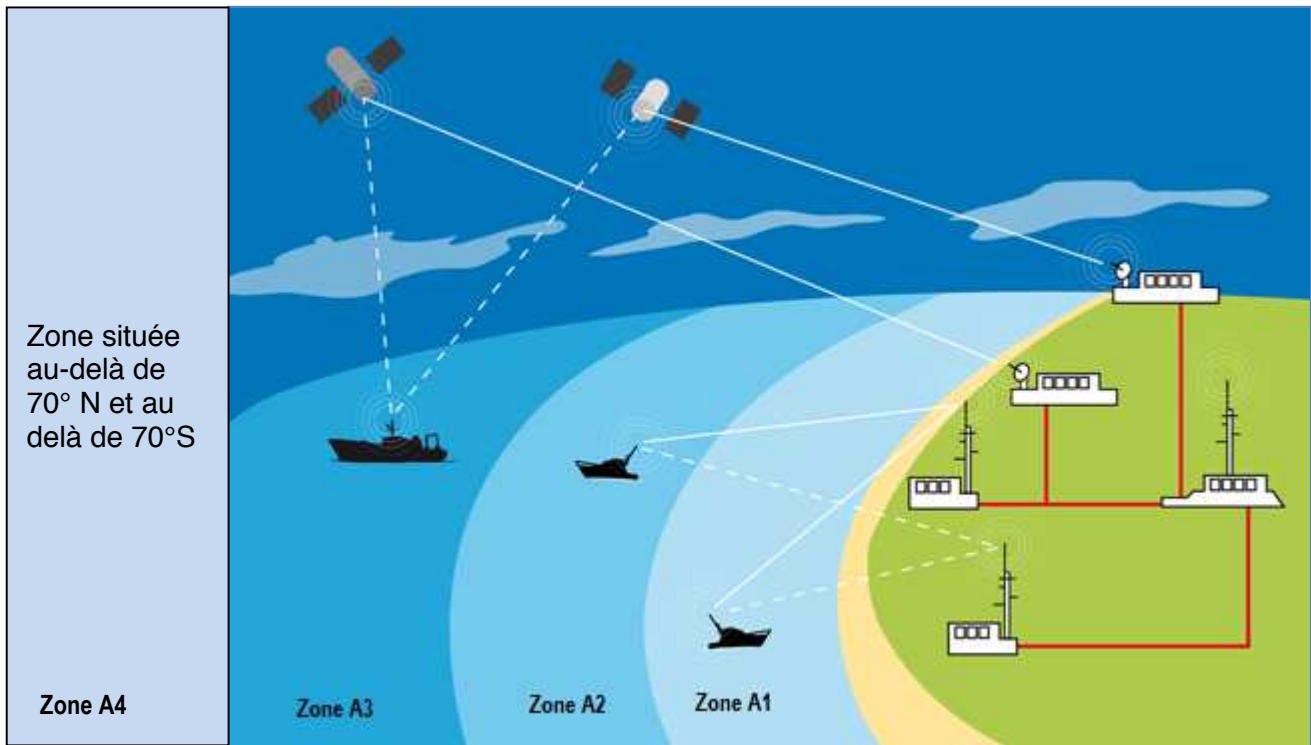 Zone située
au-delà de
70° N et au
delà de 70°S
Zone A4
Zone A3
Zone A2
Zone A1